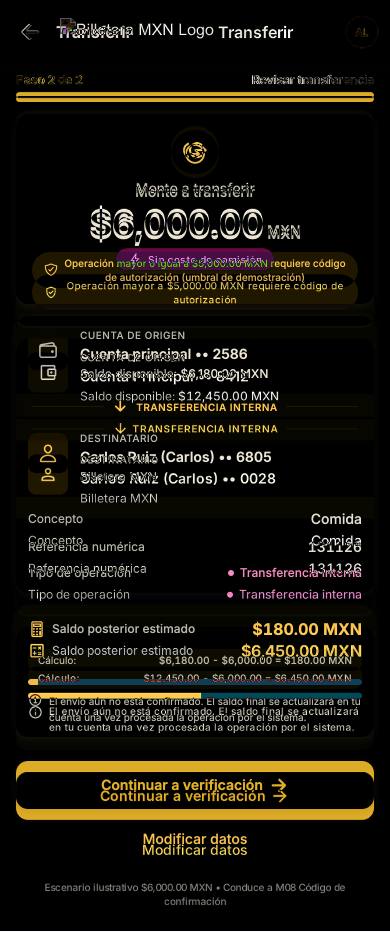 Transferir
Billetera MXN Logo Transferir
AL
Paso 2 de 2
Revisar transferencia
Monto a transferir
$6,000.00 MXN
Sin costo de comisión
Operación mayor o igual a $5,000.00 MXN requiere código
de autorización (umbral de demostración)
Operación mayor a $5,000 MXN requiere código de
autorización
CUENTA DE ORIGEN
Cuenta principal •• 2586
CUENTA DE ORIGEN
Saldo disponible: $6,180.00 MXN
Cuenta Principal ••
Saldo disponible: $12,450.00 MXN
TRANSFERENCIA INTERNA
TRANSFERENCIA INTERNA
DESTINATARIO
Carlos Ruiz (Carlos) •• 6805
DESTINATARIO
Billetera MXN
(Carlos) •• 0028
Billetera MXN
Concepto
Comida
Concepto
Comida
Referencia numérica
131126
Referencia numérica
131126
Tipo de operación
Transferencia interna
Tipo de operación
Transferencia interna
Saldo posterior estimado
$180.00 MXN
Saldo posterior estimado
$6,450.00 MXN
Cálculo:
$6,180.00 - $6,000.00 = $180.00 MXN
Cálculo:
$12,450.00 - $6,000.00 = $6,450.00 MXN
El envío aún no está confirmado. El saldo final se actualizará en tu
cuenta una vez procesada la operación por el sistema.
El envío aún no está confirmado. El saldo final se actualizará
en tu cuenta una vez procesada la operación por el sistema.
Continuar a verificación
Continuar a verificación
Modificar datos
Modificar datos
Escenario ilustrativo $6,000.00 MXN • Conduce a M08 Código de
confirmación